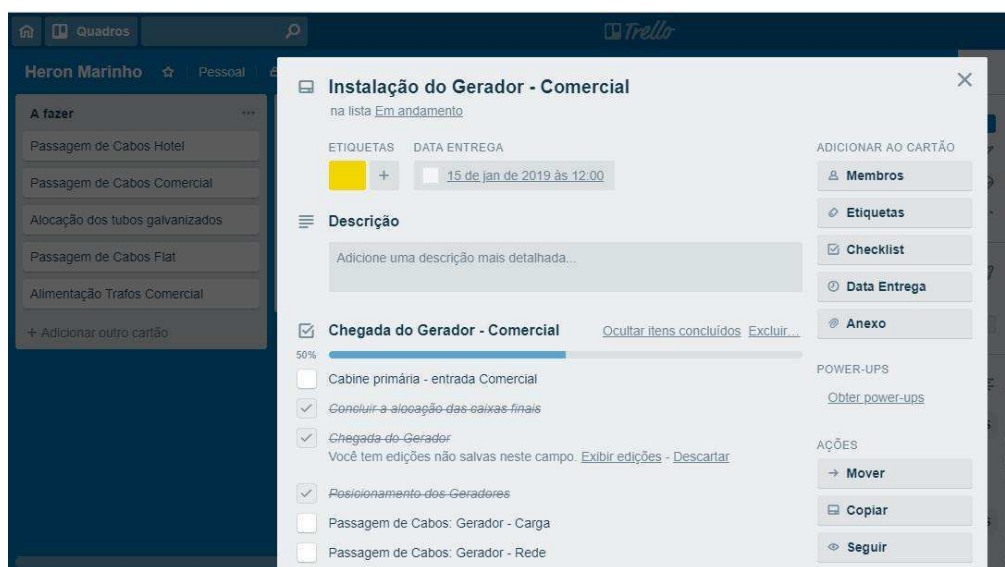 Quadros
Trello
Heron Marinho Pessoal
A fazer
Passagem de Cabos Hotel
Passagem de Cabos Comercial
Alocação dos tubos galvanizados
Passagem de Cabos Flat
Alimentação Trafos Comercial
+ Adicionar outro cartão
Instalação do Gerador - Comercial
na lista Em andamento
ETIQUETAS DATA ENTREGA
+ 15 de jan de 2019 às 12:00
Descrição
Adicione uma descrição mais detalhada...
Chegada do Gerador - Comercial Ocultar itens concluídos Excluir...
50%
Cabine primária - entrada Comercial
Concluir a alocação das caixas finais
Chegada do Gerador
Você tem edições não salvas neste campo. Exibir edições - Descartar
Posicionamento dos Geradores
Passagem de Cabos: Gerador - Carga
Passagem de Cabos: Gerador - Rede
ADICIONAR AO CARTÃO
Membros
Etiquetas
Checklist
Data Entrega
Anexo
POWER-UPS
Obter power-ups
AÇÕES
Mover
Copiar
Seguir